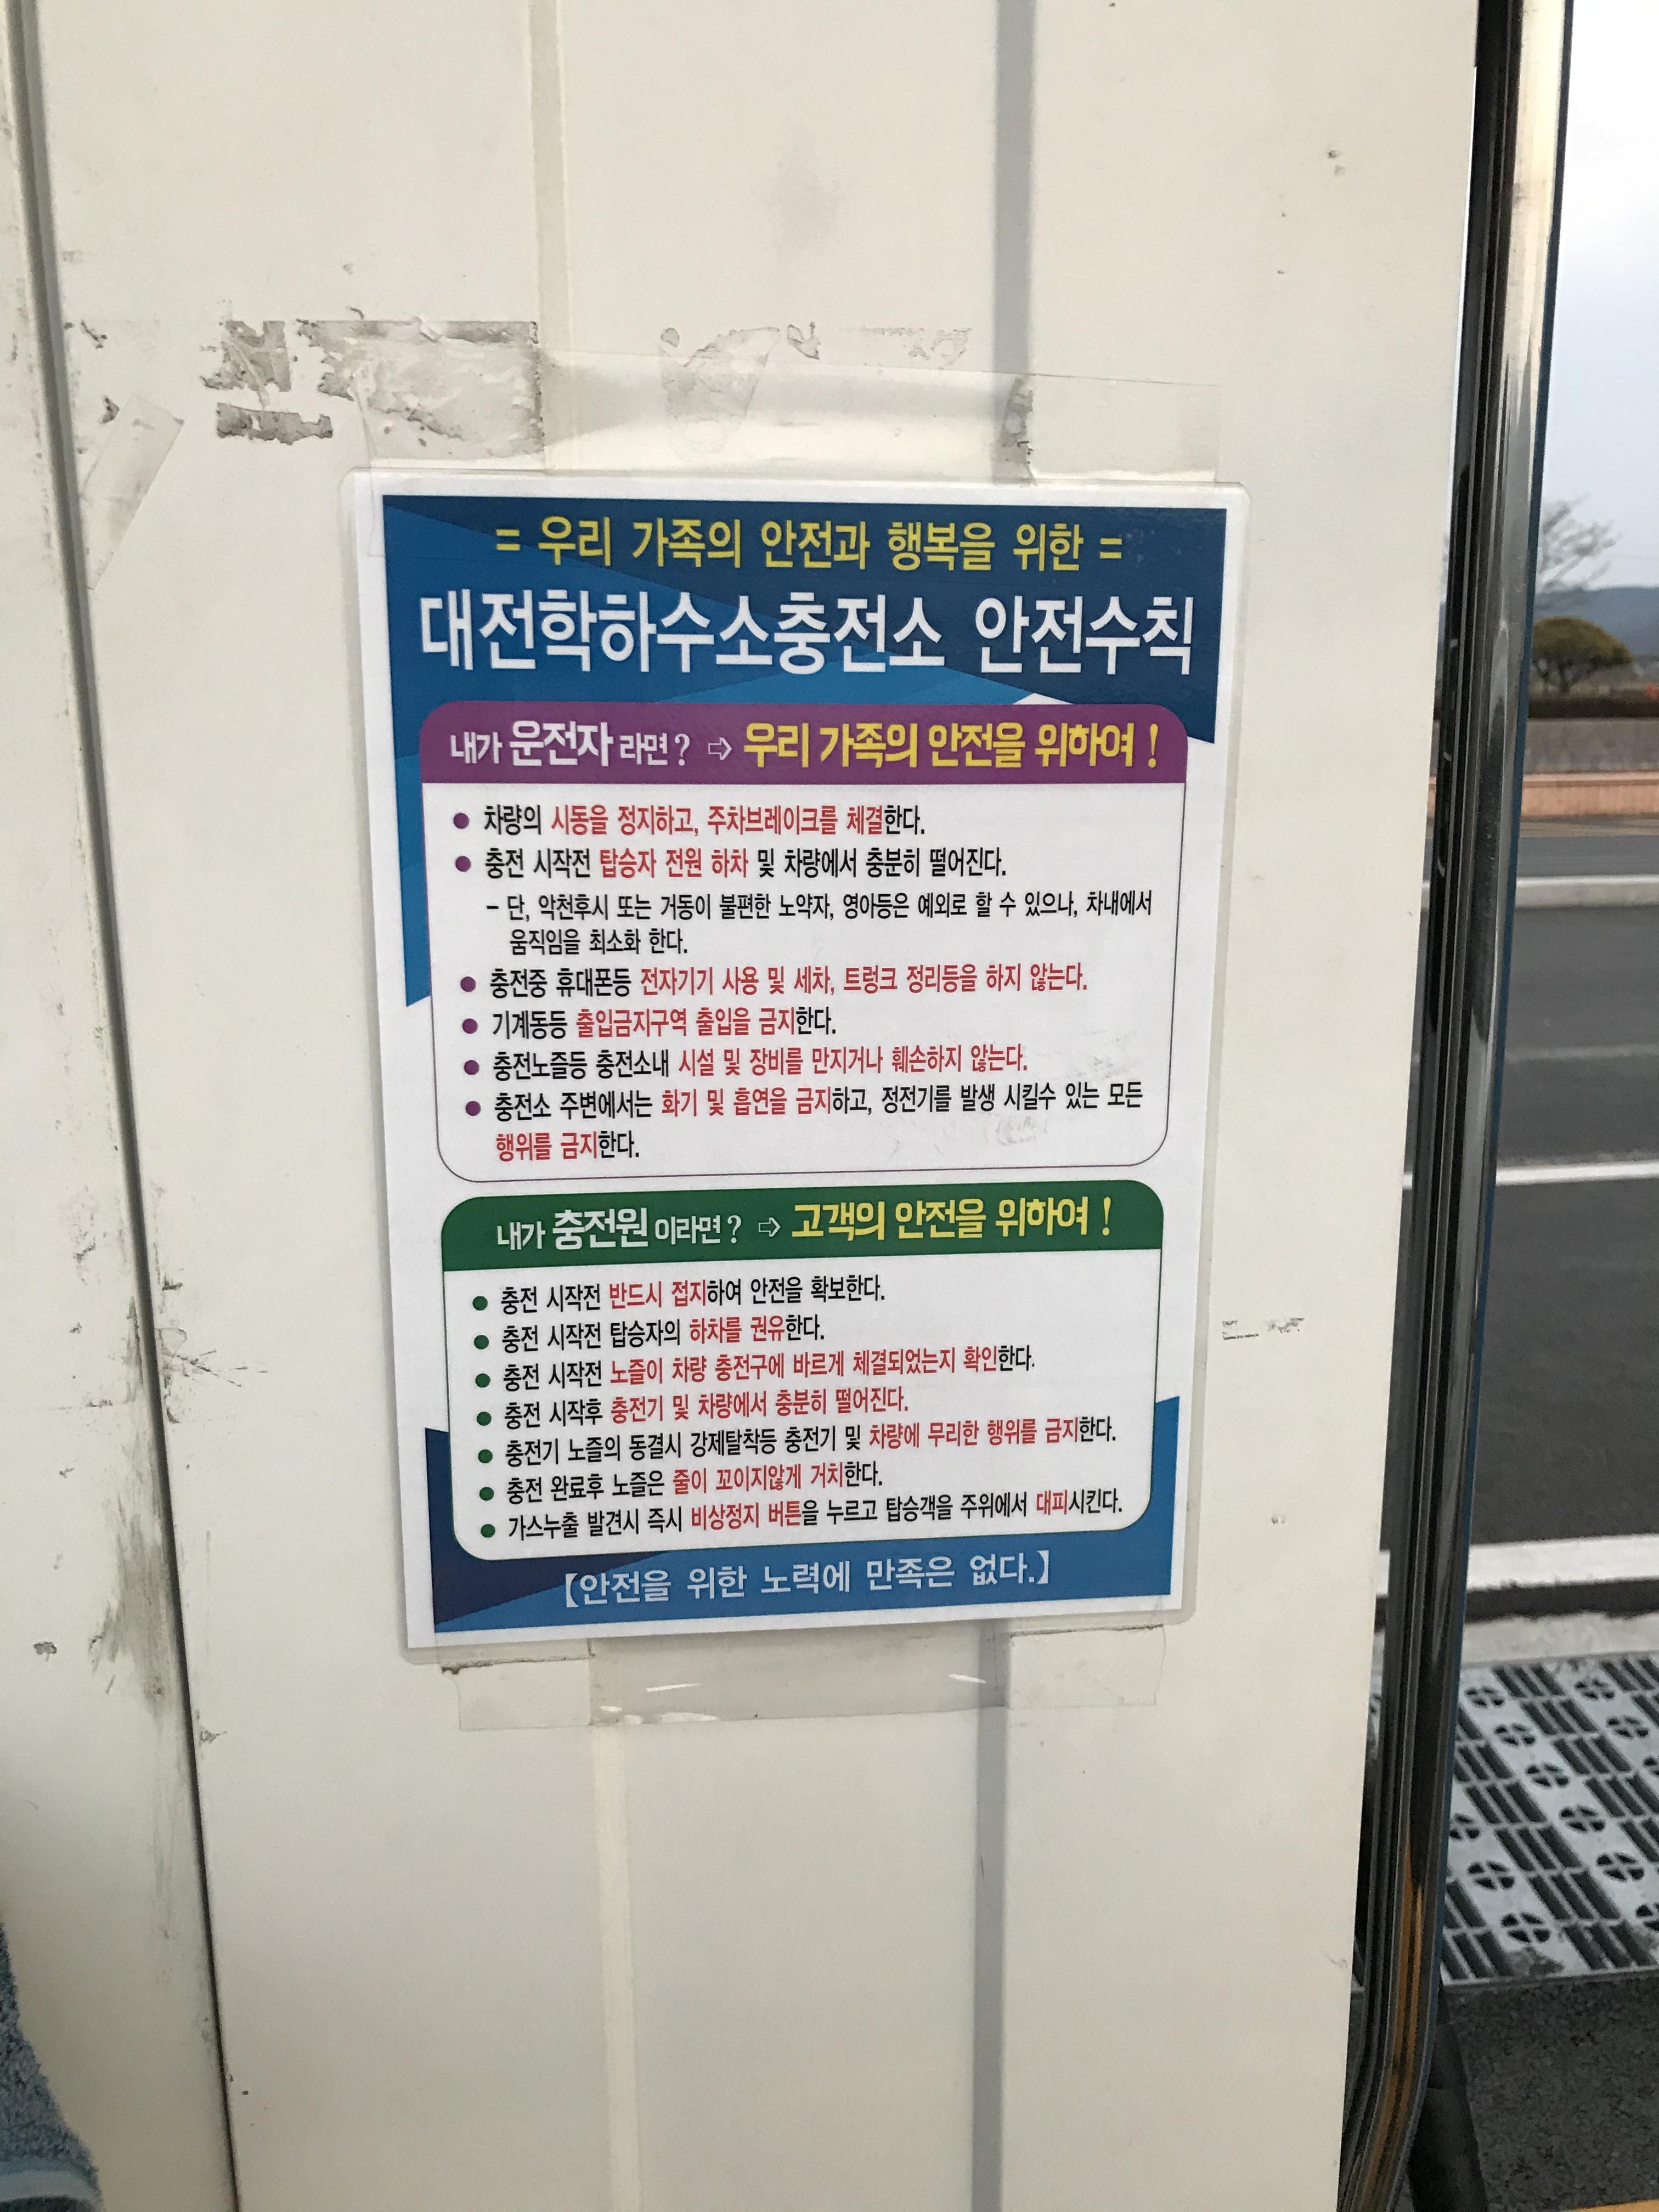 = 우리 가족의 안전과 행복을 위한 =
대전학하수소충전소 안전수칙
내가 운전자 라면? ⇨ 우리 가족의 안전을 위하여!
● 차량의 시동을 정지하고, 주차브레이크를 체결한다.
● 충전 시작전 탑승자 전원 하차 및 차량에서 충분히 떨어진다.
- 단, 악천후시 또는 거동이 불편한 노약자, 영아등은 예외로 할 수 있으나, 차내에서
움직임을 최소화 한다.
● 충전중 휴대폰등 전자기기 사용 및 세차, 트렁크 정리등을 하지 않는다.
● 기계동등 출입금지구역 출입을 금지한다.
● 충전노즐등 충전소내 시설 및 장비를 만지거나 훼손하지 않는다.
● 충전소 주변에서는 화기 및 흡연을 금지하고, 정전기를 발생 시킬수 있는 모든
행위를 금지한다.
내가 충전원 이라면? ⇨ 고객의 안전을 위하여!
● 충전 시작전 반드시 접지하여 안전을 확보한다.
● 충전 시작전 탑승자의 하차를 권유한다.
● 충전 시작전 노즐이 차량 충전구에 바르게 체결되었는지 확인한다.
● 충전 시작후 충전기 및 차량에서 충분히 떨어진다.
● 충전기 노즐의 동결시 강제탈착등 충전기 및 차량에 무리한 행위를 금지한다.
● 충전 완료후 노즐은 줄이 꼬이지않게 거치한다.
● 가스누출 발견시 즉시 비상정지 버튼을 누르고 탑승객을 주위에서 대피시킨다.
【안전을 위한 노력에 만족은 없다.】